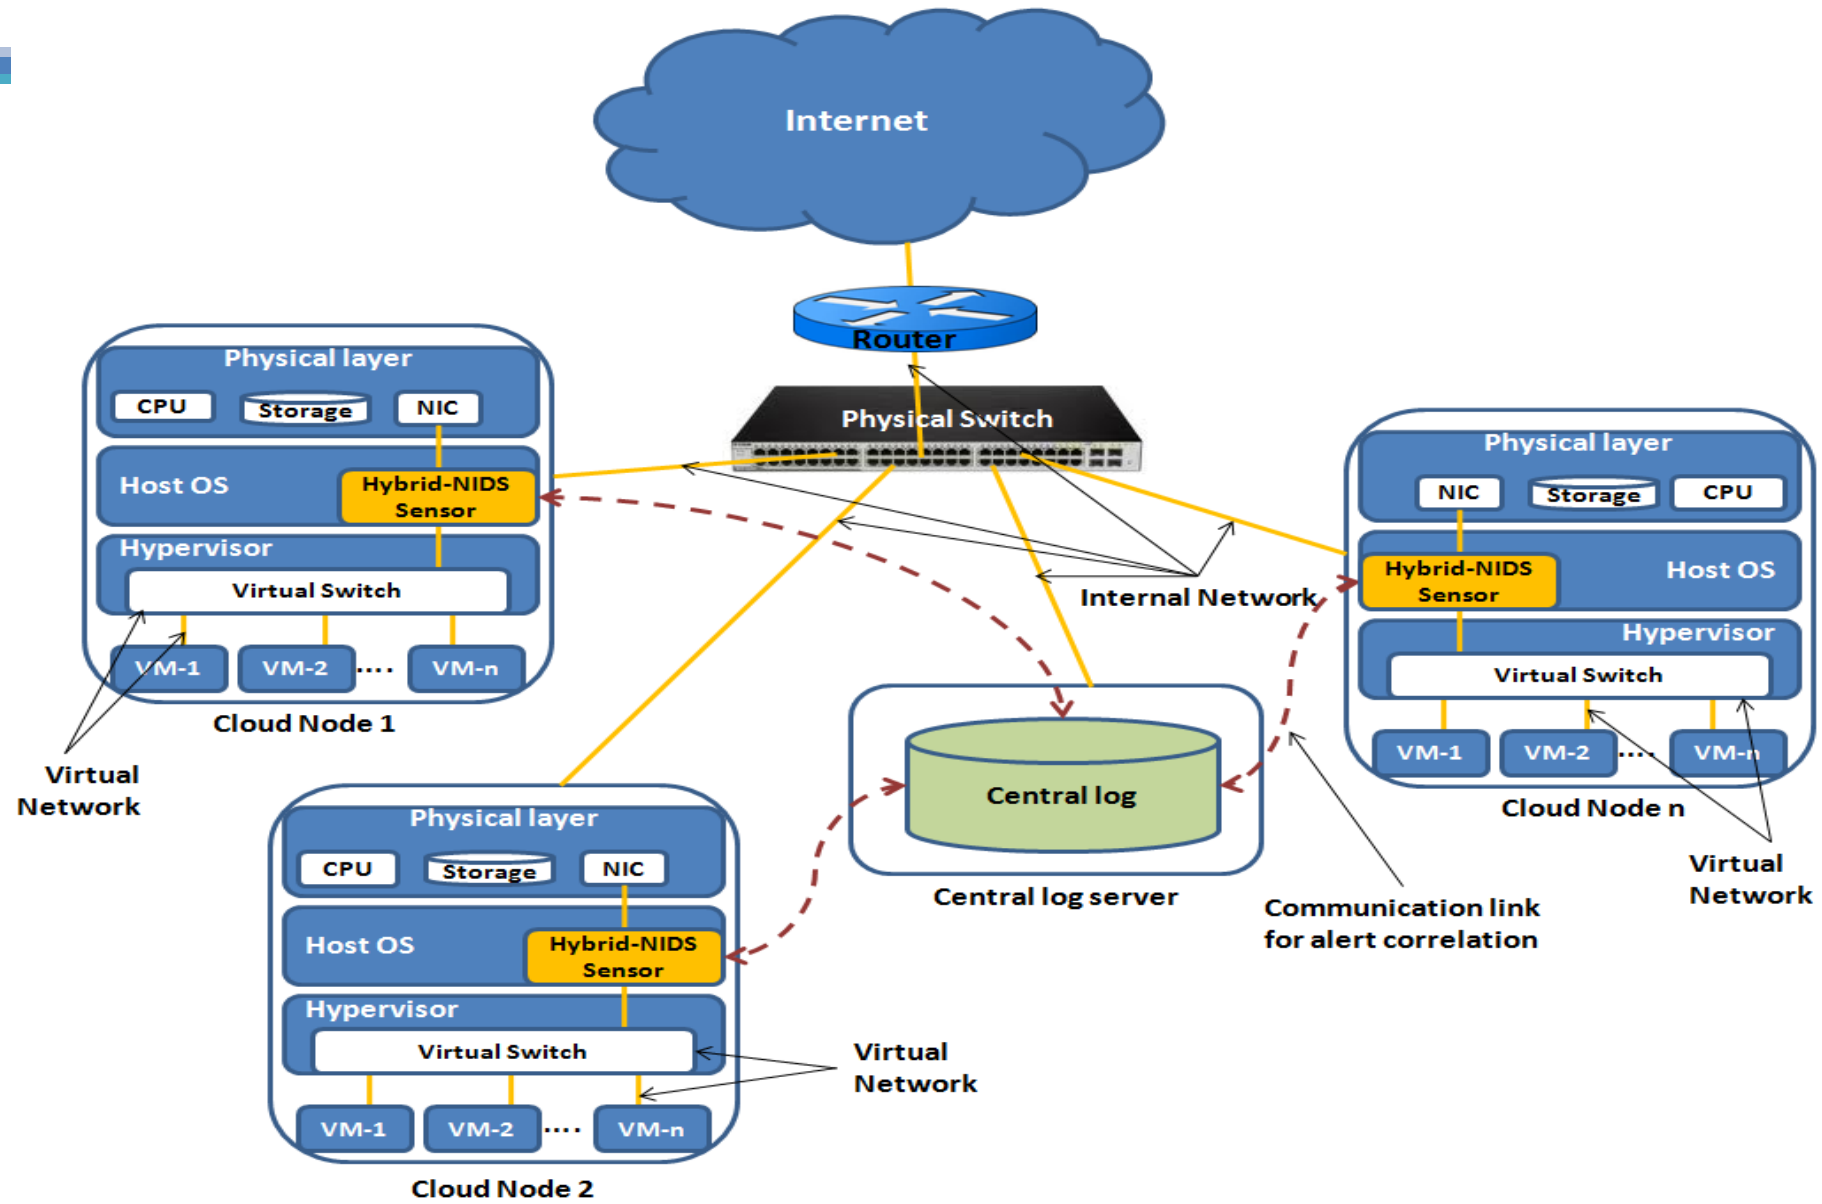 Internet
Router
Physical Switch
Physical layer
CPU
Storage
NIC
Host OS
Hybrid-NIDS
Sensor
Hypervisor
Virtual Switch
VM-1
VM-2
....
VM-n
Cloud Node 1
Virtual
Network
Internal Network
Physical layer
NIC
Storage
CPU
Hybrid-NIDS
Sensor
Host OS
Hypervisor
Virtual Switch
VM-1
VM-2
....
VM-n
Cloud Node n
Virtual
Network
Central log
Central log server
Communication link
for alert correlation
Physical layer
CPU
Storage
NIC
Host OS
Hybrid-NIDS
Sensor
Hypervisor
Virtual Switch
VM-1
VM-2
....
VM-n
Cloud Node 2
Virtual
Network